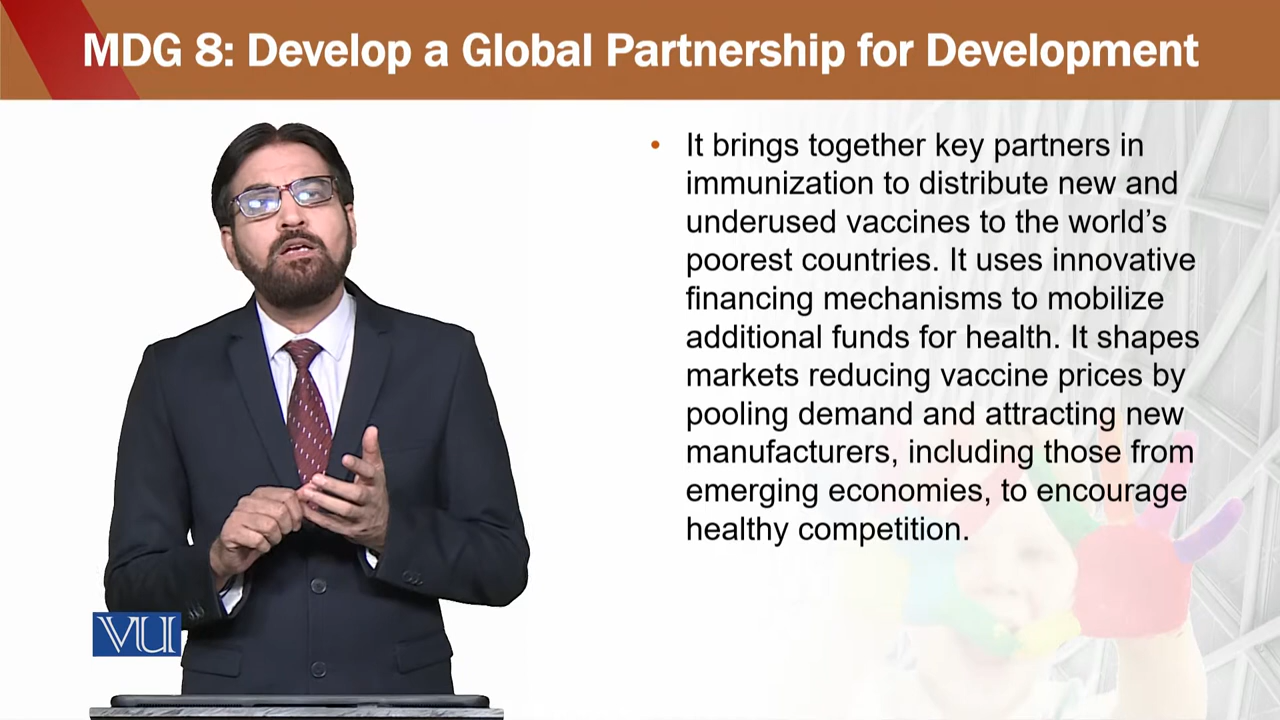 MDG 8: Develop a Global Partnership for Development
• It brings together key partners in
immunization to distribute new and
underused vaccines to the world’s
poorest countries. It uses innovative
financing mechanisms to mobilize
additional funds for health. It shapes
markets reducing vaccine prices by
pooling demand and attracting new
manufacturers, including those from
emerging economies, to encourage
healthy competition.
VU